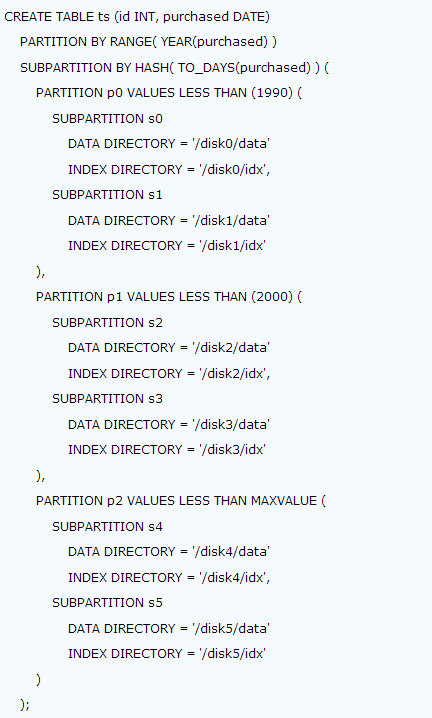 CREATE TABLE ts (id INT, purchased DATE)
PARTITION BY RANGE( YEAR(purchased) )
SUBPARTITION BY HASH( TO_DAYS(purchased) ) (
PARTITION p0 VALUES LESS THAN (1990) (
SUBPARTITION s0
DATA DIRECTORY = '/disk0/data'
INDEX DIRECTORY = '/disk0/idx',
SUBPARTITION s1
DATA DIRECTORY = '/disk1/data'
INDEX DIRECTORY = '/disk1/idx'
),
PARTITION p1 VALUES LESS THAN (2000) (
SUBPARTITION s2
DATA DIRECTORY = '/disk2/data'
INDEX DIRECTORY = '/disk2/idx',
SUBPARTITION s3
DATA DIRECTORY = '/disk3/data'
INDEX DIRECTORY = '/disk3/idx'
),
PARTITION p2 VALUES LESS THAN MAXVALUE (
SUBPARTITION s4
DATA DIRECTORY = '/disk4/data'
INDEX DIRECTORY = '/disk4/idx',
SUBPARTITION s5
DATA DIRECTORY = '/disk5/data'
INDEX DIRECTORY = '/disk5/idx'
)
);